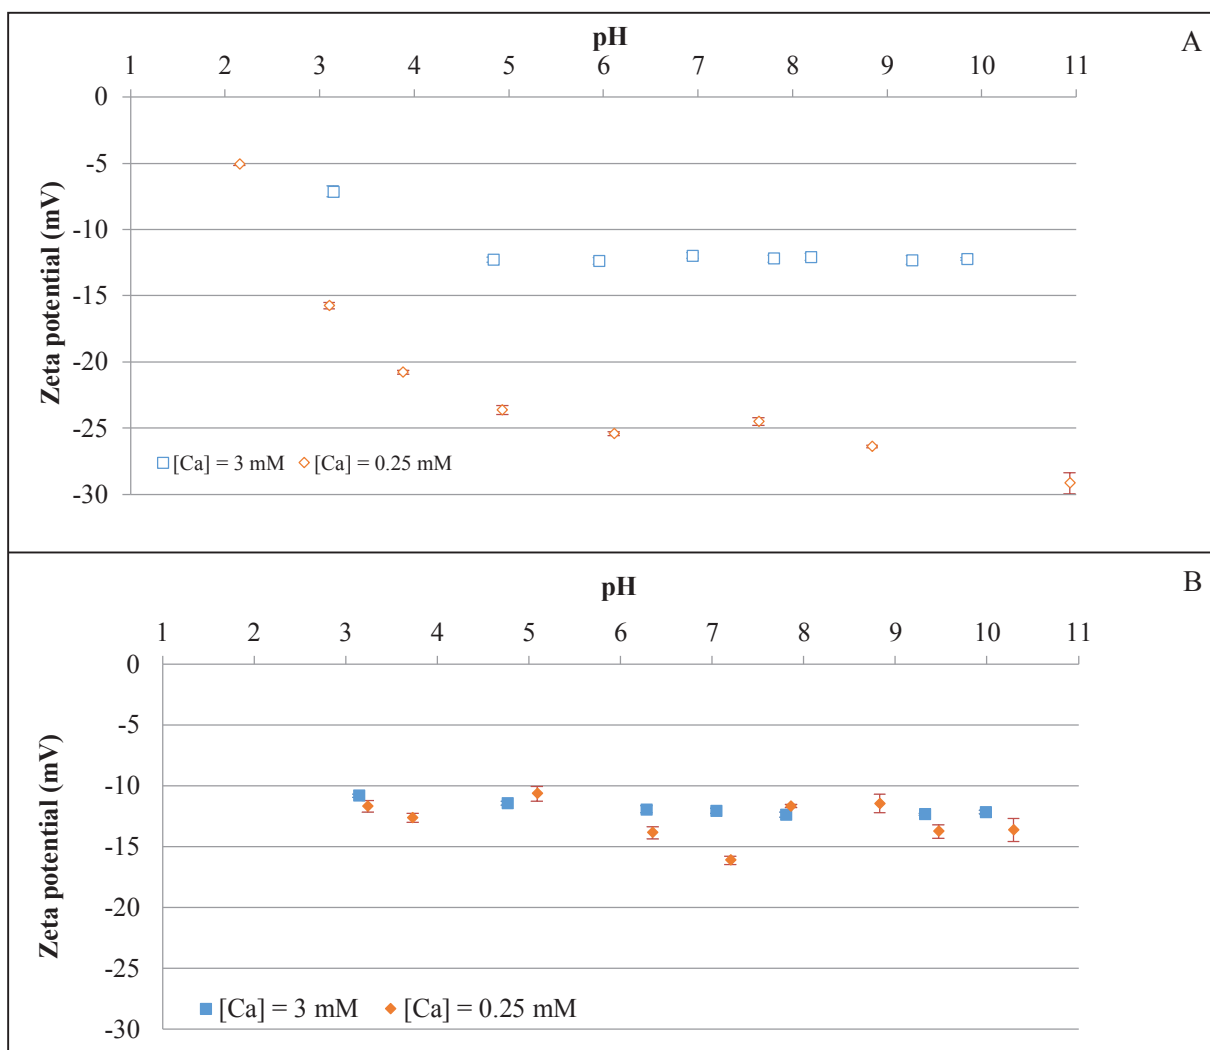 A
pH
1 2 3 4 5 6 7 8 9 10 11
0
-5
-10
-15
-20
-25
-30
Zeta potential (mV)
[Ca] = 3 mM [Ca] = 0.25 mM
B
pH
1 2 3 4 5 6 7 8 9 10 11
0
-5
-10
-15
-20
-25
-30
Zeta potential (mV)
[Ca] = 3 mM [Ca] = 0.25 mM